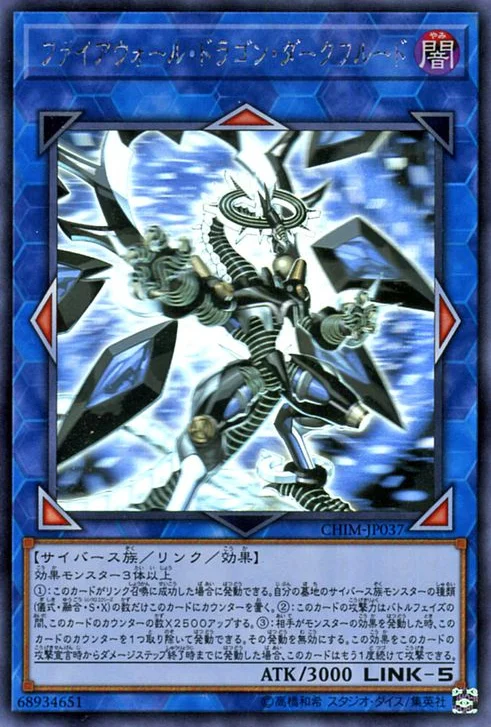 ファイアウォール・ドラゴン・ダークフルード
闇
CHIM-JP037
【サイバース族／リンク／効果】
効果モンスター3体以上
①：このカードがリンク召喚に成功した場合に発動できる。自分の墓地のサイバース族モンスターの種類
（儀式・融合・S・X）の数だけこのカードにカウンターを置く。②：このカードの攻撃力はバトルフェイズの
間、このカードのカウンターの数×2500アップする。③：相手がモンスターの効果を発動した時、この
カードのカウンターを1つ取り除いて発動できる。その発動を無効にする。この効果をこのカードの
攻撃宣言時からダメージステップ終了時までに発動した場合、このカードはもう1度続けて攻撃できる。
ATK/3000 LINK-5
68934651
©高橋和希 スタジオ・ダイス/集英社